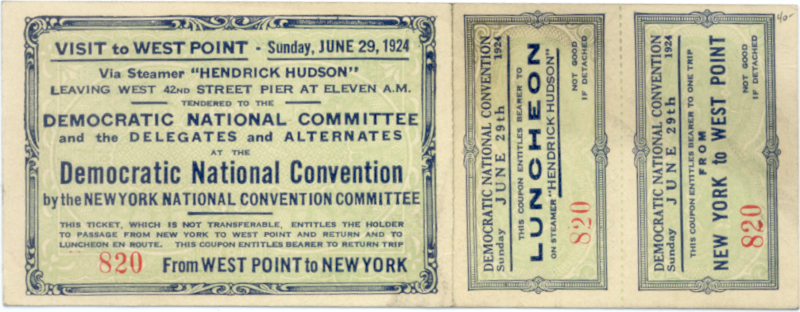 VISIT to WEST POINT - Sunday, JUNE 29, 1924
Via Steamer "HENDRICK HUDSON"
LEAVING WEST 42ND STREET PIER AT ELEVEN A.M.
TENDERED TO THE
DEMOCRATIC NATIONAL COMMITTEE
and the DELEGATES and ALTERNATES
AT THE
Democratic National Convention
by the NEW YORK NATIONAL CONVENTION COMMITTEE
THIS TICKET, WHICH IS NOT TRANSFERABLE, ENTITLES THE HOLDER
TO PASSAGE FROM NEW YORK TO WEST POINT AND RETURN AND TO
LUNCHEON EN ROUTE. THIS COUPON ENTITLES BEARER TO RETURN TRIP
820 From WEST POINT to NEW YORK
DEMOCRATIC NATIONAL CONVENTION
Sunday JUNE 29th 1924
THIS COUPON ENTITLES BEARER TO
LUNCHEON
ON STEAMER "HENDRICK HUDSON"
820 NOT GOOD
IF DETACHED
DEMOCRATIC NATIONAL CONVENTION
Sunday JUNE 29th 1924
THIS COUPON ENTITLES BEARER TO ONE TRIP
FROM
NEW YORK to WEST POINT
820 NOT GOOD
IF DETACHED
40-